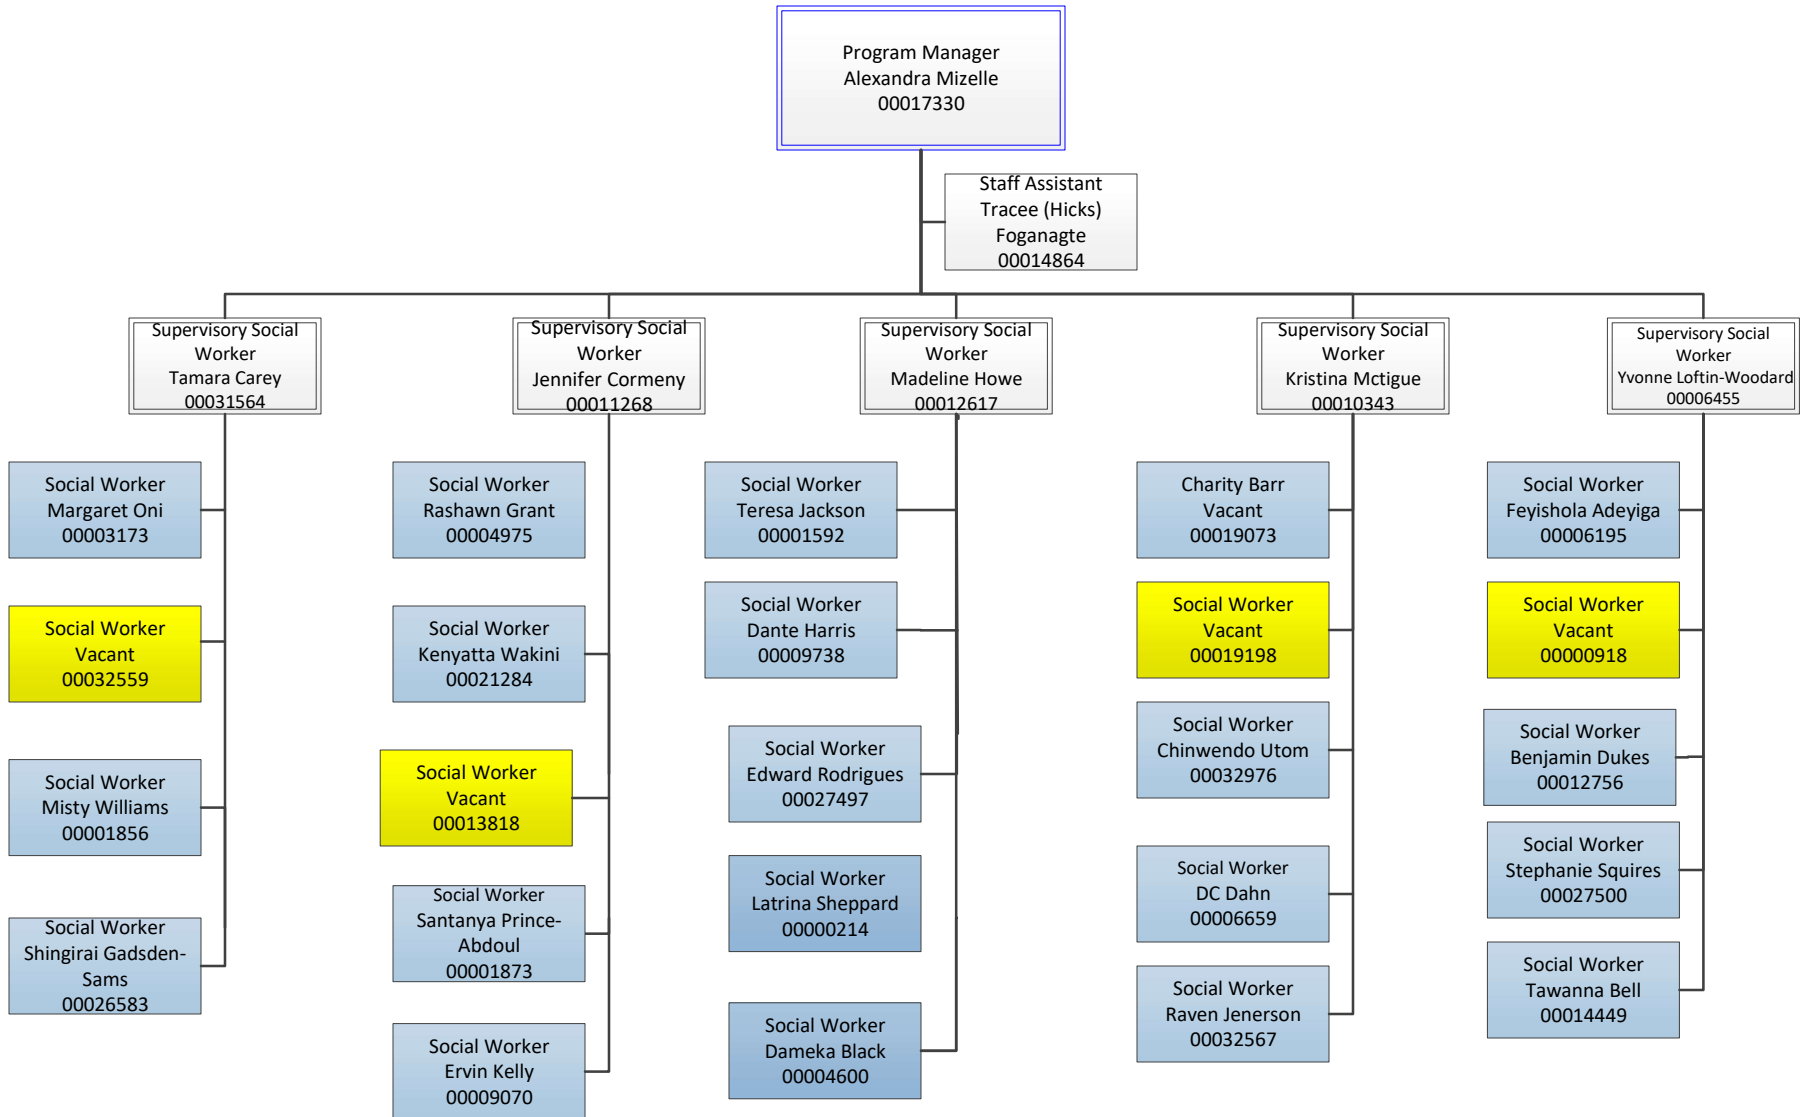 Program Manager
Alexandra Mizelle
00017330
Staff Assistant
Tracee (Hicks)
Foganagte
00014864
Supervisory Social
Worker
Tamara Carey
00031564
Supervisory Social
Worker
Jennifer Cormeny
00011268
Supervisory Social
Worker
Madeline Howe
00012617
Supervisory Social
Worker
Kristina Mctigue
00010343
Supervisory Social
Worker
Yvonne Loftin-Woodard
00006455
Social Worker
Margaret Oni
00003173
Social Worker
Vacant
00032559
Social Worker
Misty Williams
00001856
Social Worker
Shingirai Gadsden-
Sams
00026583
Social Worker
Rashawn Grant
00004975
Social Worker
Kenyatta Wakini
00021284
Social Worker
Vacant
00013818
Social Worker
Santanya Prince-
Abdoul
00001873
Social Worker
Ervin Kelly
00009070
Social Worker
Teresa Jackson
00001592
Social Worker
Dante Harris
00009738
Social Worker
Edward Rodrigues
00027497
Social Worker
Latrina Sheppard
00000214
Social Worker
Dameka Black
00004600
Charity Barr
Vacant
00019073
Social Worker
Vacant
00019198
Social Worker
Chinwendo Utom
00032976
Social Worker
DC Dahn
00006659
Social Worker
Raven Jenerson
00032567
Social Worker
Feyishola Adeyiga
00006195
Social Worker
Vacant
00000918
Social Worker
Benjamin Dukes
00012756
Social Worker
Stephanie Squires
00027500
Social Worker
Tawanna Bell
00014449